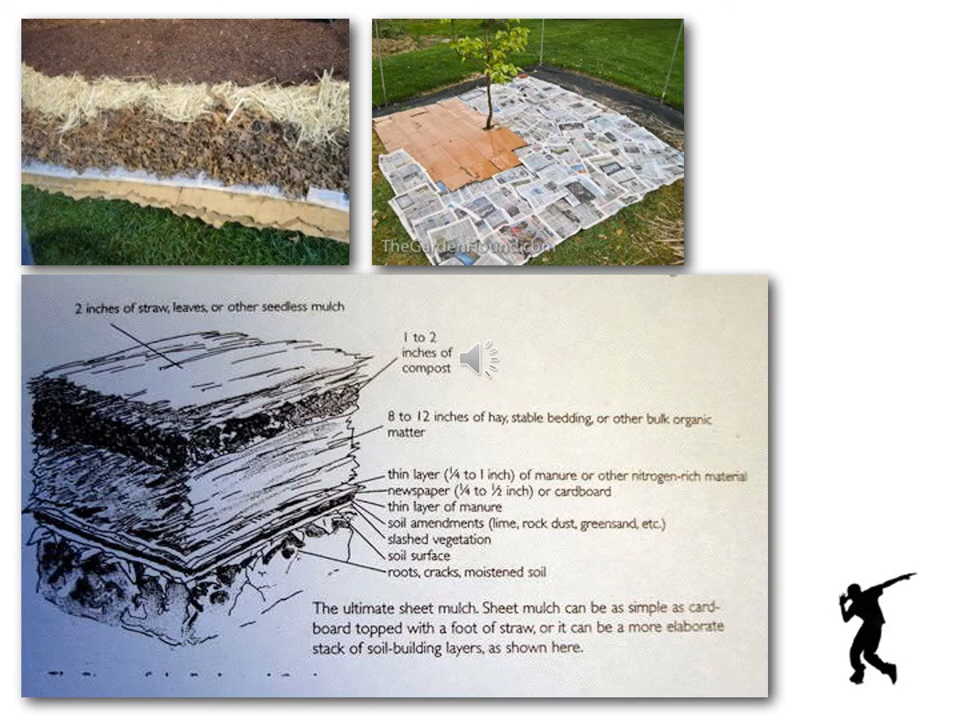 TheGardenHound.com
2 inches of straw, leaves, or other seedless mulch
1 to 2
inches of
compost
8 to 12 inches of hay, stable bedding, or other bulk organic
matter
thin layer (¼ to 1 inch) of manure or other nitrogen-rich material
newspaper (¼ to ½ inch) or cardboard
thin layer of manure
soil amendments (lime, rock dust, greensand, etc.)
slashed vegetation
soil surface
roots, cracks, moistened soil
The ultimate sheet mulch. Sheet mulch can be as simple as card-
board topped with a foot of straw, or it can be a more elaborate
stack of soil-building layers, as shown here.